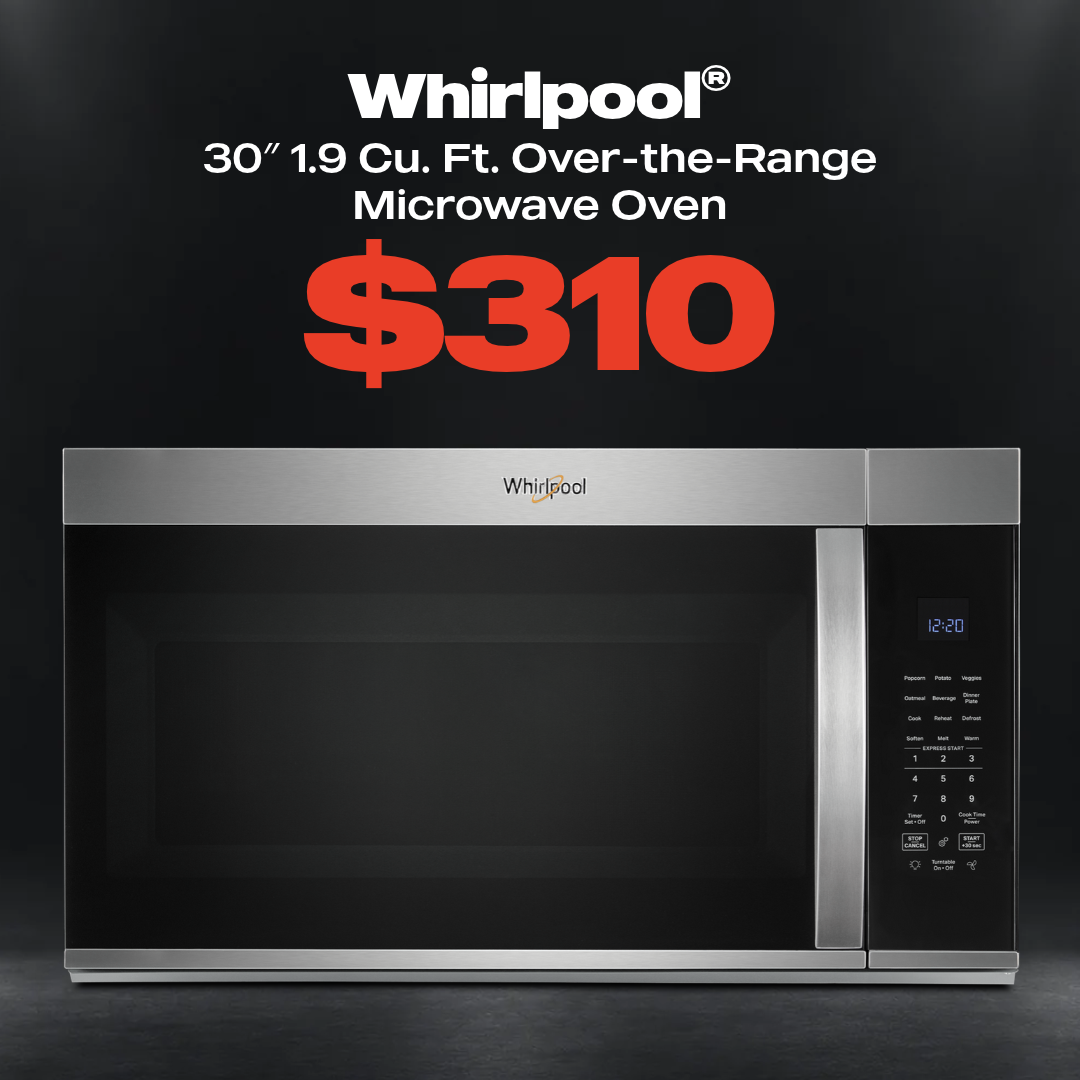 Whirlpool®
30″ 1.9 Cu. Ft. Over-the-Range
Microwave Oven
$310
Whirlpool
12:20
Popcorn Potato Veggies
Oatmeal Beverage Dinner Plate
Cook Reheat Defrost
Soften Melt Warm
EXPRESS START
1 2 3
4 5 6
7 8 9
Timer Set • Off 0 Cook Time Power
STOP CANCEL START +30 sec
Turntable On • Off